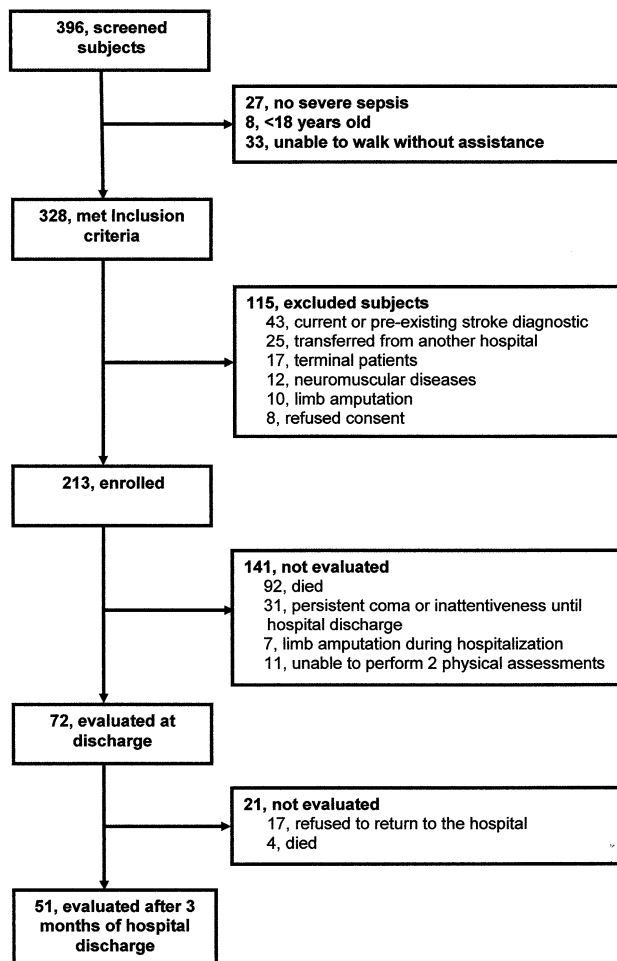 396, screened
subjects
27, no severe sepsis
8, <18 years old
33, unable to walk without assistance
328, met Inclusion
criteria
115, excluded subjects
43, current or pre-existing stroke diagnostic
25, transferred from another hospital
17, terminal patients
12, neuromuscular diseases
10, limb amputation
8, refused consent
213, enrolled
141, not evaluated
92, died
31, persistent coma or inattentiveness until
hospital discharge
7, limb amputation during hospitalization
11, unable to perform 2 physical assessments
72, evaluated at
discharge
21, not evaluated
17, refused to return to the hospital
4, died
51, evaluated after 3
months of hospital
discharge